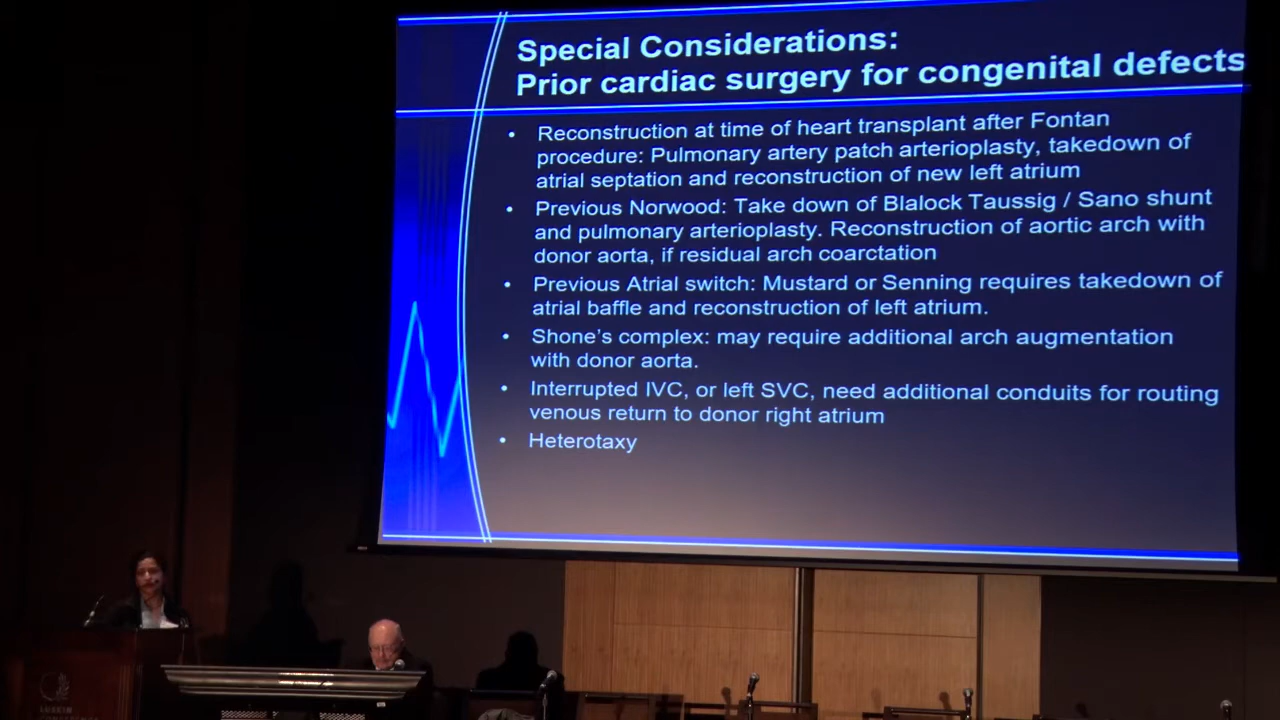 Special Considerations:
Prior cardiac surgery for congenital defects
• Reconstruction at time of heart transplant after Fontan
procedure: Pulmonary artery patch arterioplasty, takedown of
atrial septation and reconstruction of new left atrium
• Previous Norwood: Take down of Blalock Taussig / Sano shunt
and pulmonary arterioplasty. Reconstruction of aortic arch with
donor aorta, if residual arch coarctation
• Previous Atrial switch: Mustard or Senning requires takedown of
atrial baffle and reconstruction of left atrium.
• Shone's complex: may require additional arch augmentation
with donor aorta.
• Interrupted IVC, or left SVC, need additional conduits for routing
venous return to donor right atrium
• Heterotaxy
LUSKIN